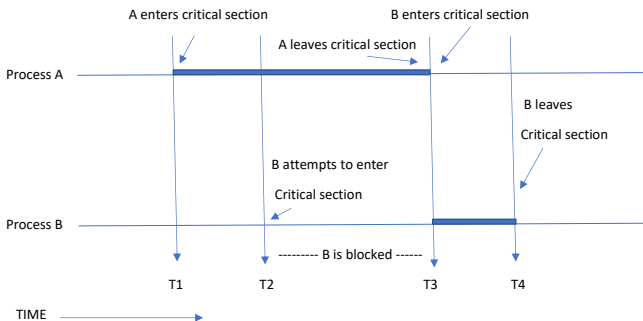 A enters critical section
B enters critical section
A leaves critical section
Process A
B leaves
Critical section
B attempts to enter
Critical section
Process B
--------- B is blocked ------
T1
T2
T3
T4
TIME